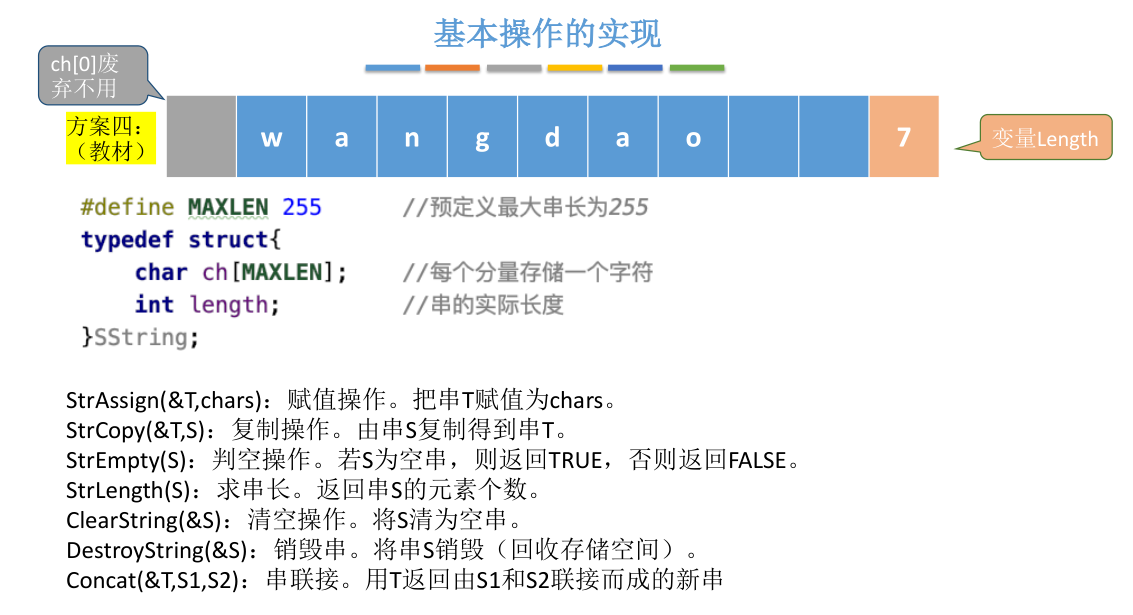 基本操作的实现
ch[0]废
弃不用
方案四：
（教材）
w a n g d a o 7
变量Length
#define MAXLEN 255 //预定义最大串长为255
typedef struct{
char ch[MAXLEN]; //每个分量存储一个字符
int length; //串的实际长度
}SString;
StrAssign(&T,chars)：赋值操作。把串T赋值为chars。
StrCopy(&T,S)：复制操作。由串S复制得到串T。
StrEmpty(S)：判空操作。若S为空串，则返回TRUE，否则返回FALSE。
StrLength(S)：求串长。返回串S的元素个数。
ClearString(&S)：清空操作。将S清为空串。
DestroyString(&S)：销毁串。将串S销毁（回收存储空间）。
Concat(&T,S1,S2)：串联接。用T返回由S1和S2联接而成的新串